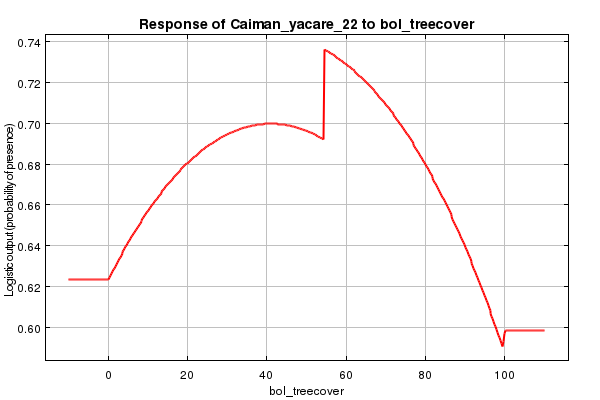 Response of Caiman_yacare_22 to bol_treecover
Logistic output (probability of presence)
0.74
0.72
0.70
0.68
0.66
0.64
0.62
0.60
0 20 40 60 80 100
bol_treecover